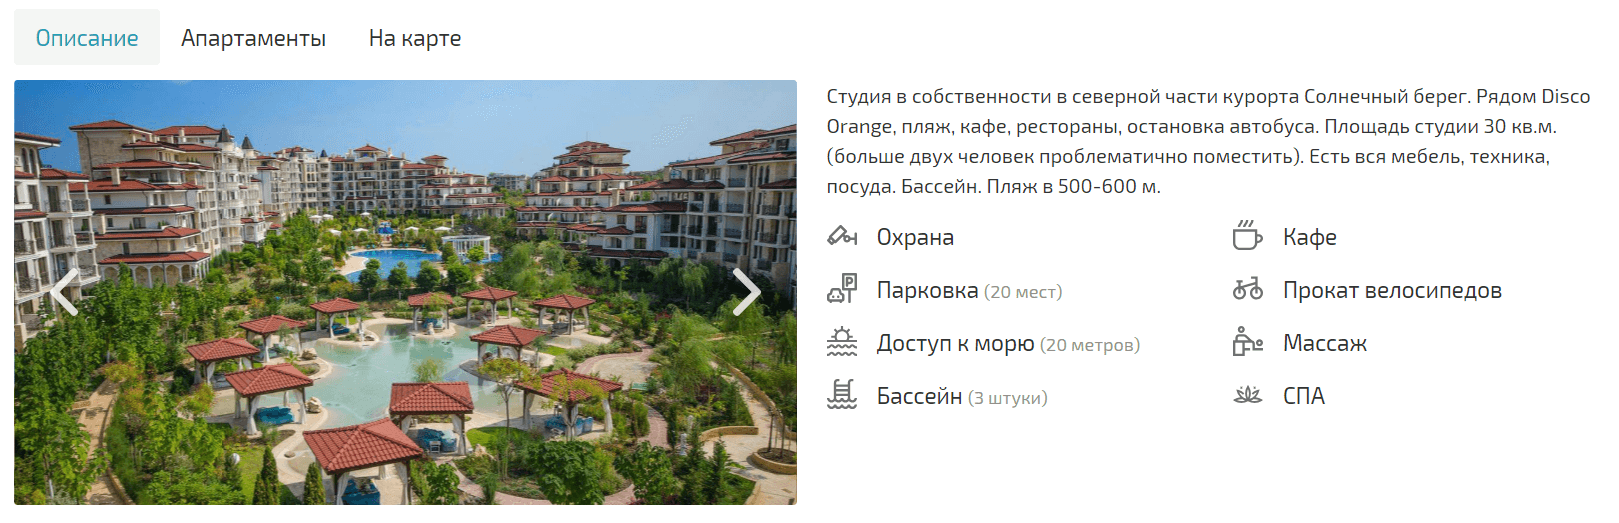 Описание Апартаменты На карте
Студия в собственности в северной части курорта Солнечный берег. Рядом Disco
Orange, пляж, кафе, рестораны, остановка автобуса. Площадь студии 30 кв.м.
(больше двух человек проблематично поместить). Есть вся мебель, техника,
посуда. Бассейн. Пляж в 500-600 м.
Охрана
Кафе
P
Парковка (20 мест)
Прокат велосипедов
Доступ к морю (20 метров)
Массаж
Бассейн (3 штуки)
СПА